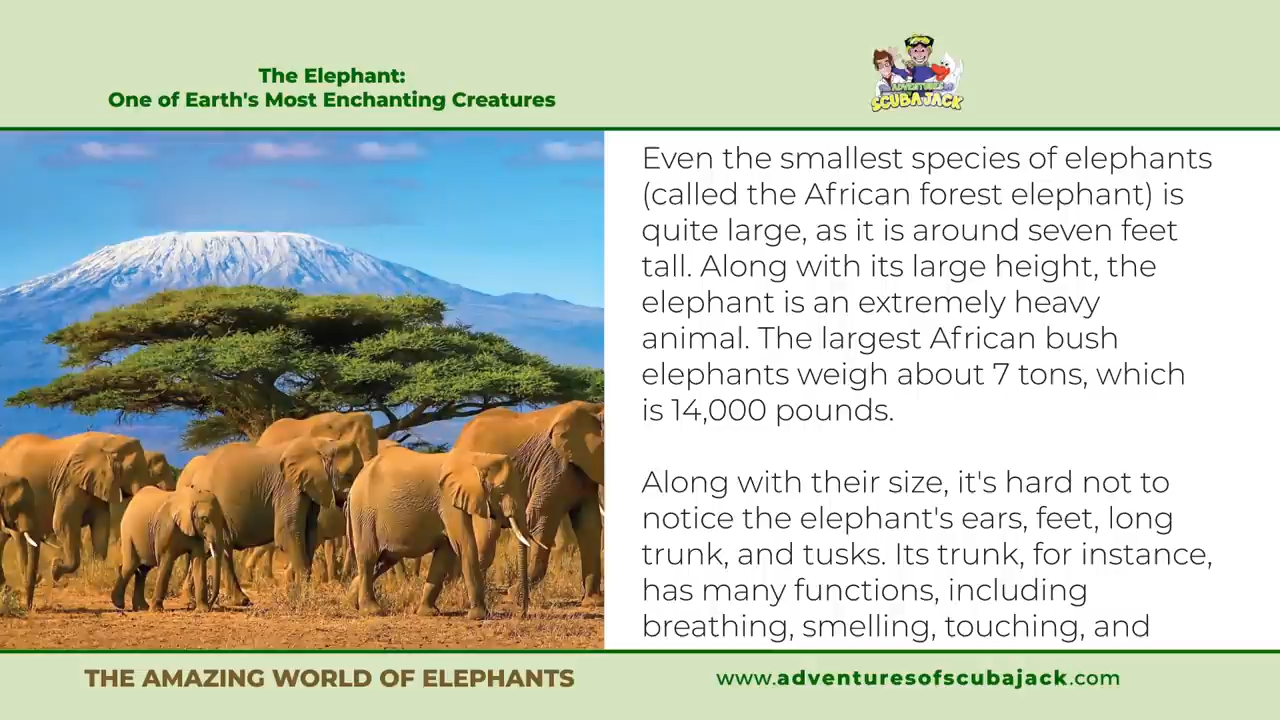 The Elephant:
One of Earth's Most Enchanting Creatures
ADVENTURES OF
SCUBA JACK
Even the smallest species of elephants
(called the African forest elephant) is
quite large, as it is around seven feet
tall. Along with its large height, the
elephant is an extremely heavy
animal. The largest African bush
elephants weigh about 7 tons, which
is 14,000 pounds.
Along with their size, it's hard not to
notice the elephant's ears, feet, long
trunk, and tusks. Its trunk, for instance,
has many functions, including
breathing, smelling, touching, and
THE AMAZING WORLD OF ELEPHANTS
www.adventuresofscubajack.com